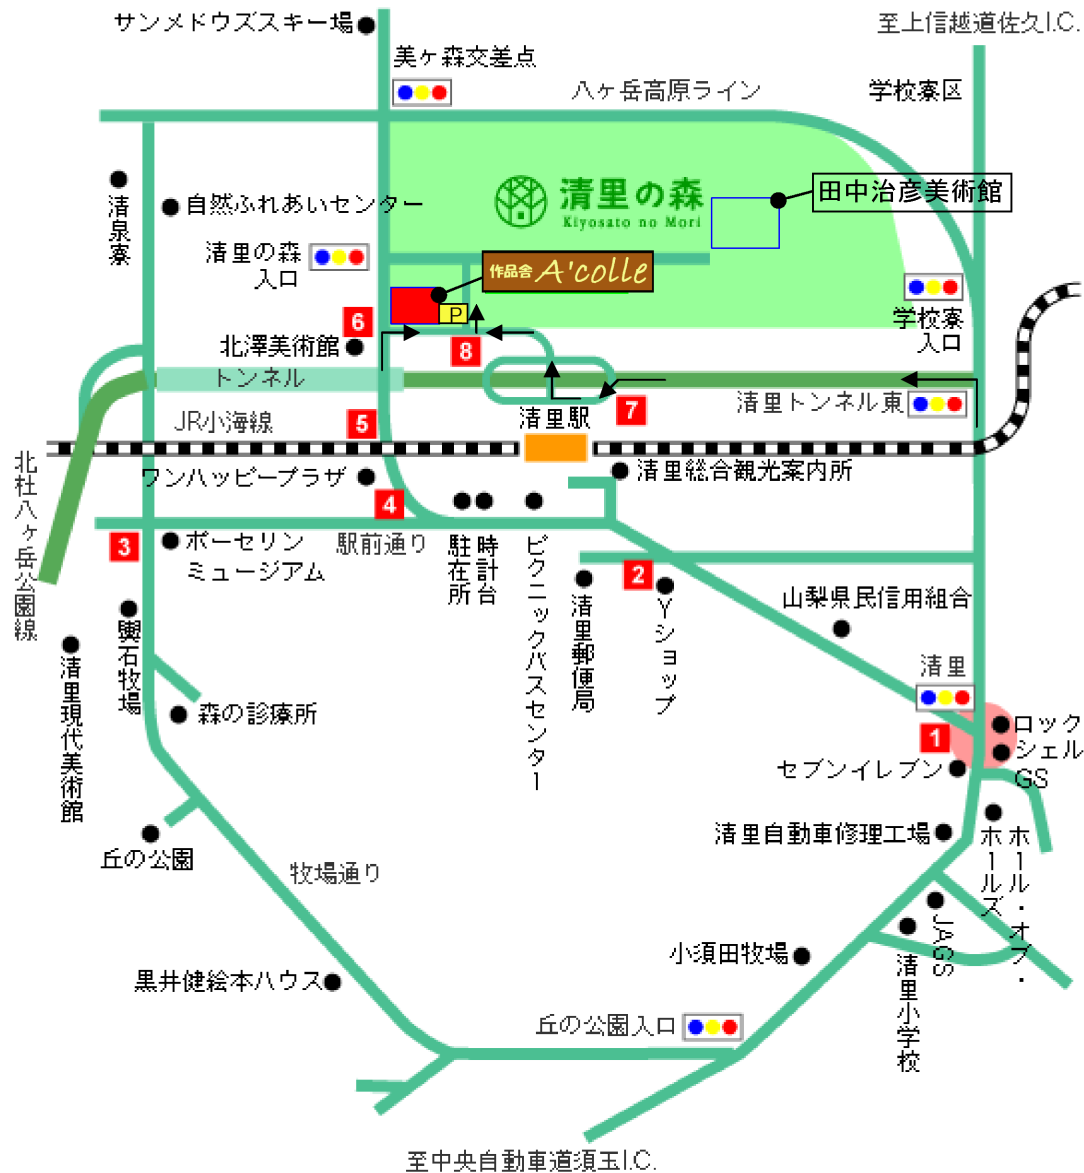 サンメドウズスキー場
至上信越道佐久I.C.
美ヶ森交差点
八ヶ岳高原ライン
学校寮区
清里の森
Kiyosato no Mori
田中治彦美術館
清泉寮
自然ふれあいセンター
清里の森
入口
作品舎 A'colle
P
学校寮
入口
6
8
北澤美術館
トンネル
清里トンネル東
7
清里駅
JR小海線
5
北杜八ヶ岳公園線
ワンハッピープラザ
清里総合観光案内所
4
3
ポーセリン
ミュージアム
駅前通り
駐在所
時計台
ピクニックバスセンター
2
清里郵便局
Yショップ
山梨県民信用組合
清里
1
ロック
シェル
GS
セブンイレブン
輿石牧場
清里現代美術館
森の診療所
丘の公園
牧場通り
清里自動車修理工場
ホール・オブ・
ホールズ
JAGS
清里小学校
小須田牧場
黒井健絵本ハウス
丘の公園入口
至中央自動車道須玉I.C.